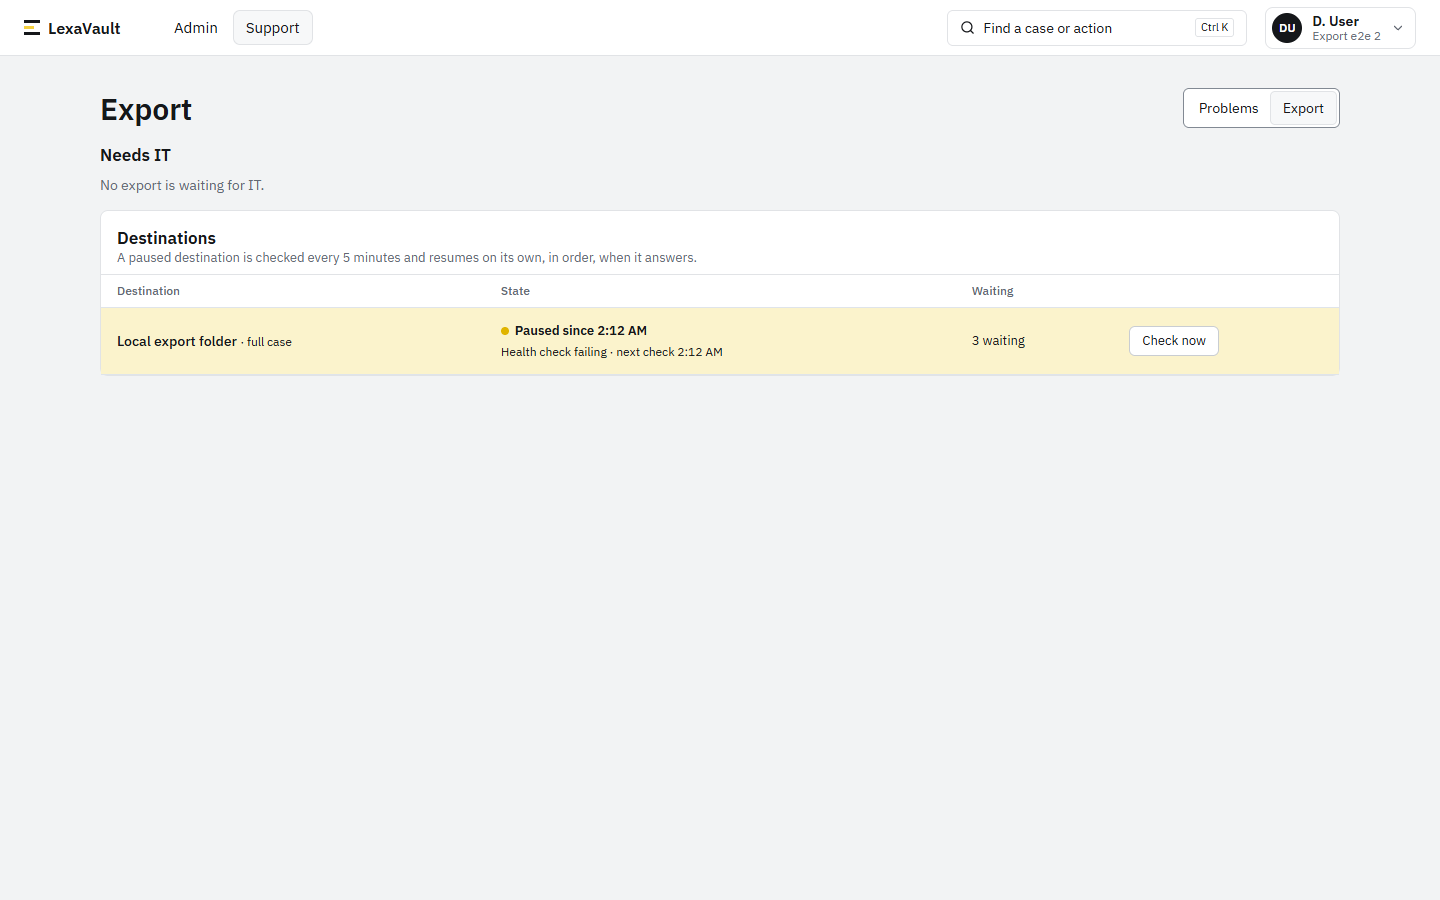 LexaVault
Admin
Support
Find a case or action
Ctrl K
DU
D. User
Export e2e 2
Export
Problems
Export
Needs IT
No export is waiting for IT.
Destinations
A paused destination is checked every 5 minutes and resumes on its own, in order, when it answers.
Destination
State
Waiting
Local export folder · full case
Paused since 2:12 AM
Health check failing · next check 2:12 AM
3 waiting
Check now